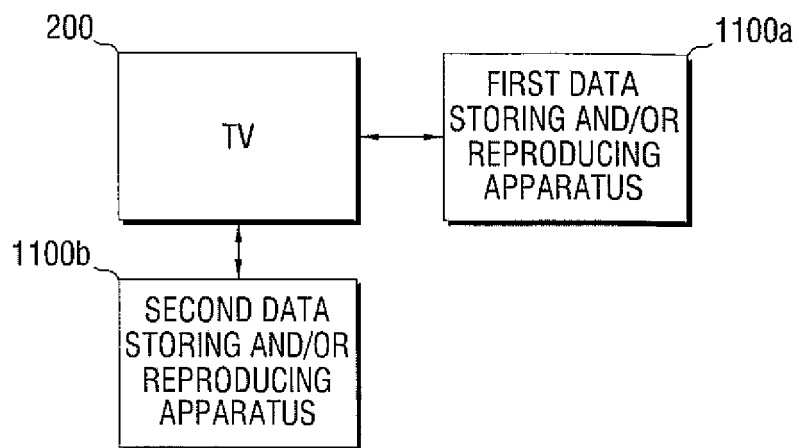 200
TV
1100a
FIRST DATA
STORING AND/OR
REPRODUCING
APPARATUS
1100b
SECOND DATA
STORING AND/OR
REPRODUCING
APPARATUS